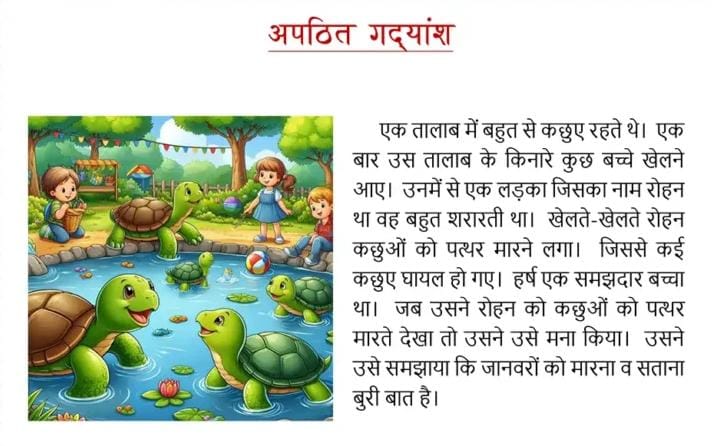 अपठित गद्यांश
एक तालाब में बहुत से कछुए रहते थे। एक
बार उस तालाब के किनारे कुछ बच्चे खेलने
आए। उनमें से एक लड़का जिसका नाम रोहन
था वह बहुत शरारती था। खेलते-खेलते रोहन
कछुओं को पत्थर मारने लगा। जिससे कई
कछुए घायल हो गए। हर्ष एक समझदार बच्चा
था। जब उसने रोहन को कछुओं को पत्थर
मारते देखा तो उसने उसे मना किया। उसने
उसे समझाया कि जानवरों को मारना व सताना
बुरी बात है।